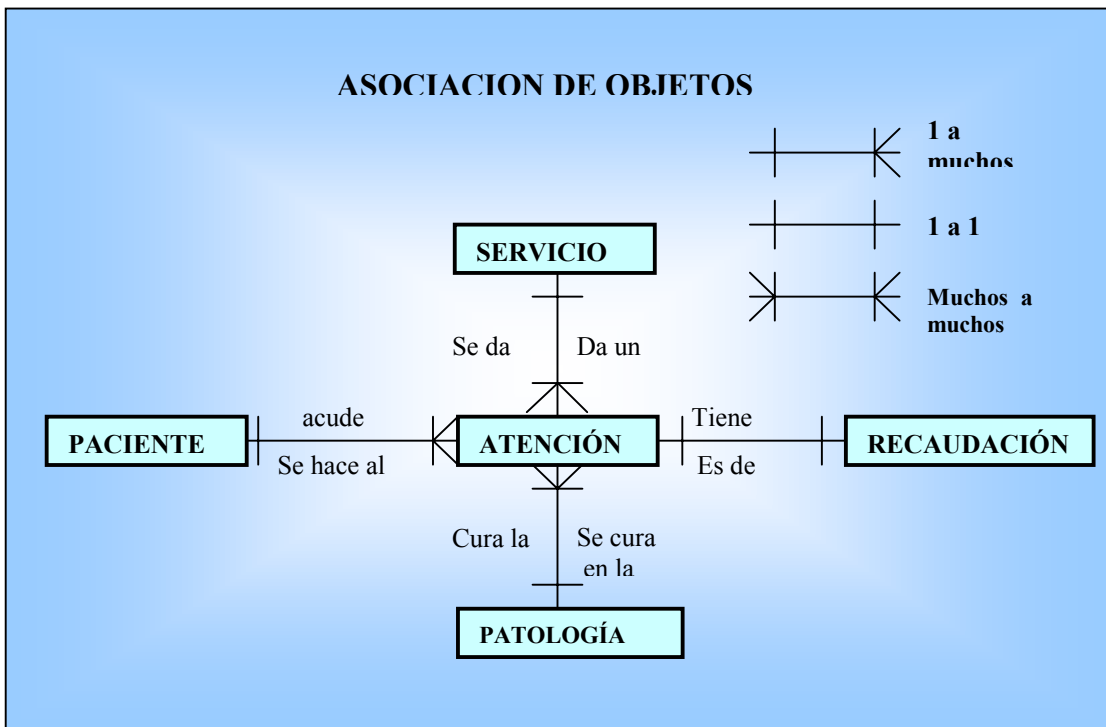 ASOCIACION DE OBJETOS
1 a
muchos
1 a 1
Muchos a
muchos
SERVICIO
Se da
Da un
PACIENTE
acude
Se hace al
ATENCIÓN
Tiene
Es de
RECAUDACIÓN
Cura la
Se cura
en la
PATOLOGÍA